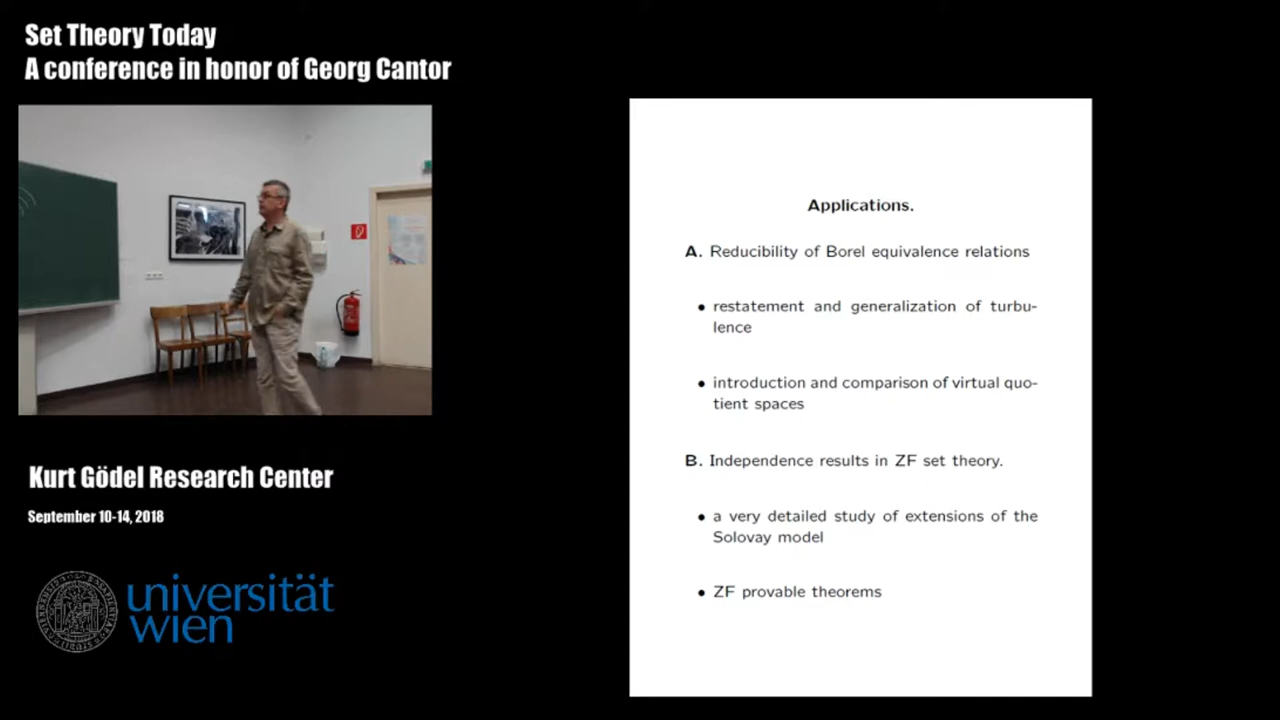 Set Theory Today
A conference in honor of Georg Cantor
Applications.
A. Reducibility of Borel equivalence relations
• restatement and generalization of turbu-
lence
• introduction and comparison of virtual quo-
tient spaces
B. Independence results in ZF set theory.
• a very detailed study of extensions of the
Solovay model
• ZF provable theorems
Kurt Gödel Research Center
September 10-14, 2018
universität
wien